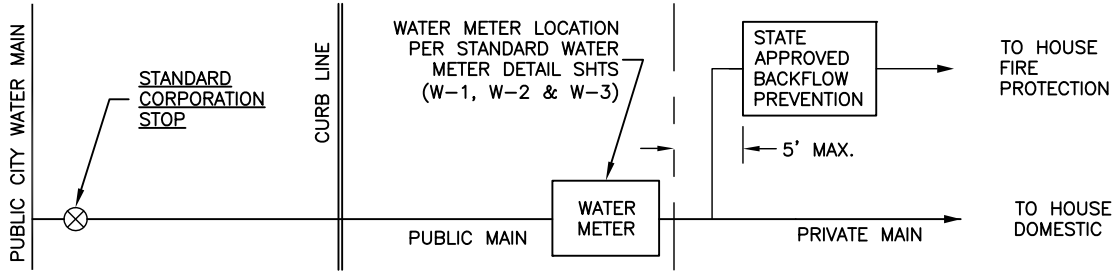 PUBLIC CITY WATER MAIN
STANDARD
CORPORATION
STOP
CURB LINE
WATER METER LOCATION
PER STANDARD WATER
METER DETAIL SHTS
(W-1, W-2 & W-3)
STATE
APPROVED
BACKFLOW
PREVENTION
TO HOUSE
FIRE
PROTECTION
5' MAX.
PUBLIC MAIN
WATER
METER
PRIVATE MAIN
TO HOUSE
DOMESTIC